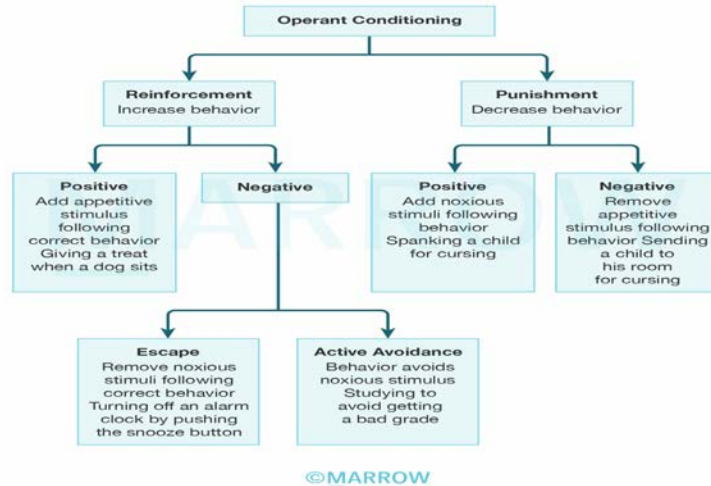 Operant Conditioning
Reinforcement
Increase behavior
Punishment
Decrease behavior
Positive
Add appetitive
stimulus
following
correct behavior
Giving a treat
when a dog sits
Negative
Positive
Add noxious
stimuli following
behavior
Spanking a child
for cursing
Negative
Remove
appetitive
stimulus following
behavior Sending
a child to
his room
for cursing
Escape
Remove noxious
stimuli following
correct behavior
Turning off an alarm
clock by pushing
the snooze button
Active Avoidance
Behavior avoids
noxious stimulus
Studying to
avoid getting
a bad grade
MARROW
©MARROW